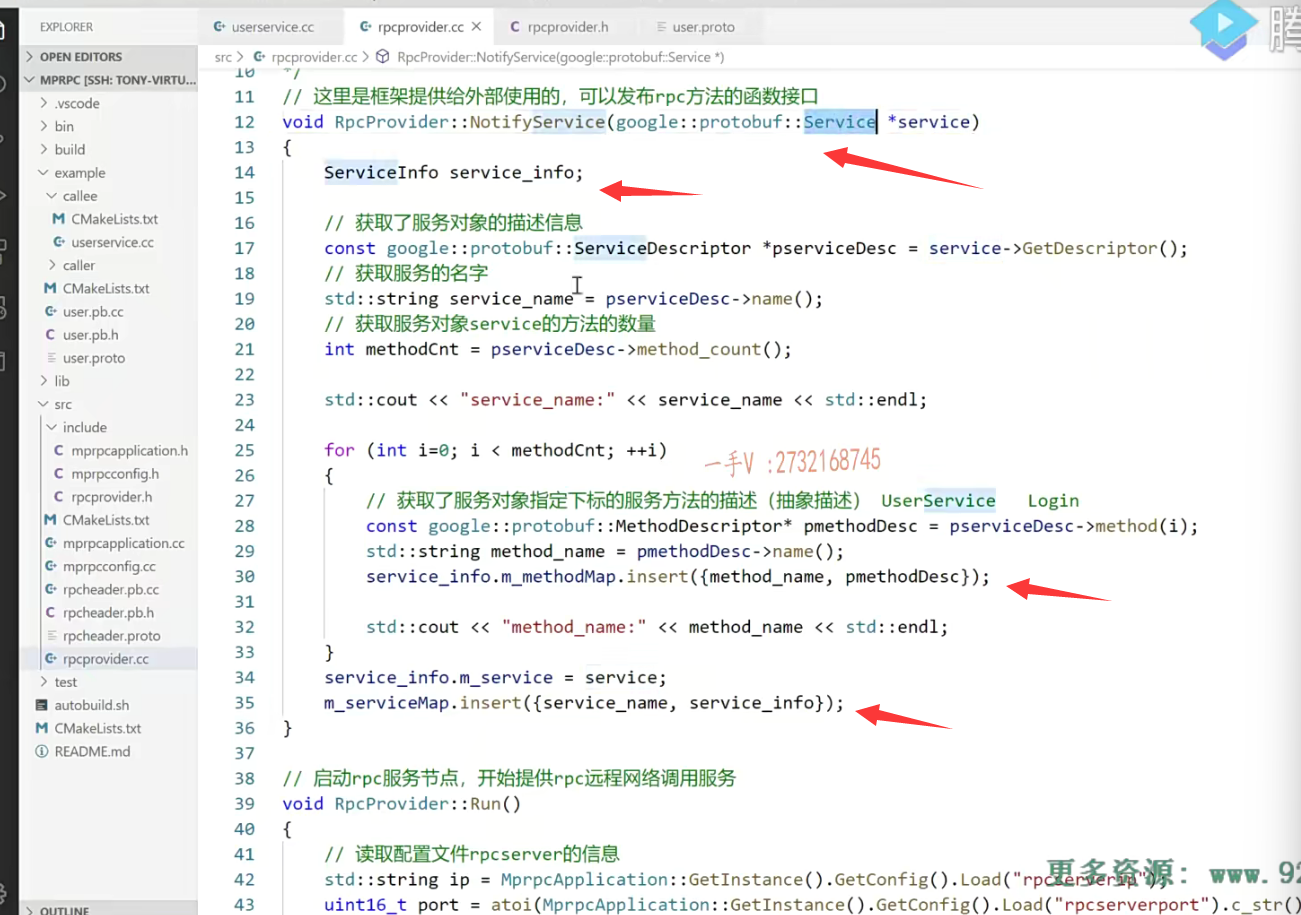 EXPLORER
userservice.cc
rpcprovider.cc
rpcprovider.h
user.proto
OPEN EDITORS
src > rpcprovider.cc > RpcProvider::NotifyService(google::protobuf::Service *)
MPRPC [SSH: TONY-VIRTU...
.vscode
bin
build
example
callee
CMakeLists.txt
userservice.cc
caller
CMakeLists.txt
user.pb.cc
user.pb.h
user.proto
lib
src
include
mprpcapplication.h
mprpcconfig.h
rpcprovider.h
CMakeLists.txt
mprpcapplication.cc
mprpcconfig.cc
rpcheader.pb.cc
rpcheader.pb.h
rpcheader.proto
rpcprovider.cc
test
autobuild.sh
CMakeLists.txt
README.md
OUTLINE
10 */
11 // 这里是框架提供给外部使用的，可以发布rpc方法的函数接口
12 void RpcProvider::NotifyService(google::protobuf::Service *service)
13 {
14 ServiceInfo service_info;
15
16 // 获取了服务对象的描述信息
17 const google::protobuf::ServiceDescriptor *pserviceDesc = service->GetDescriptor();
18 // 获取服务的名字
19 std::string service_name = pserviceDesc->name();
20 // 获取服务对象service的方法的数量
21 int methodCnt = pserviceDesc->method_count();
22
23 std::cout << "service_name:" << service_name << std::endl;
24
25 for (int i=0; i < methodCnt; ++i)
一手V :2732168745
26 {
27 // 获取了服务对象指定下标的服务方法的描述（抽象描述） UserService Login
28 const google::protobuf::MethodDescriptor* pmethodDesc = pserviceDesc->method(i);
29 std::string method_name = pmethodDesc->name();
30 service_info.m_methodMap.insert({method_name, pmethodDesc});
31
32 std::cout << "method_name:" << method_name << std::endl;
33 }
34 service_info.m_service = service;
35 m_serviceMap.insert({service_name, service_info});
36 }
37
38 // 启动rpc服务节点，开始提供rpc远程网络调用服务
39 void RpcProvider::Run()
40 {
41 // 读取配置文件rpcserver的信息
42 std::string ip = MprpcApplication::GetInstance().GetConfig().Load("rpcserverip");
更多资源：www.92
43 uint16_t port = atoi(MprpcApplication::GetInstance().GetConfig().Load("rpcserverport").c_str()
腾